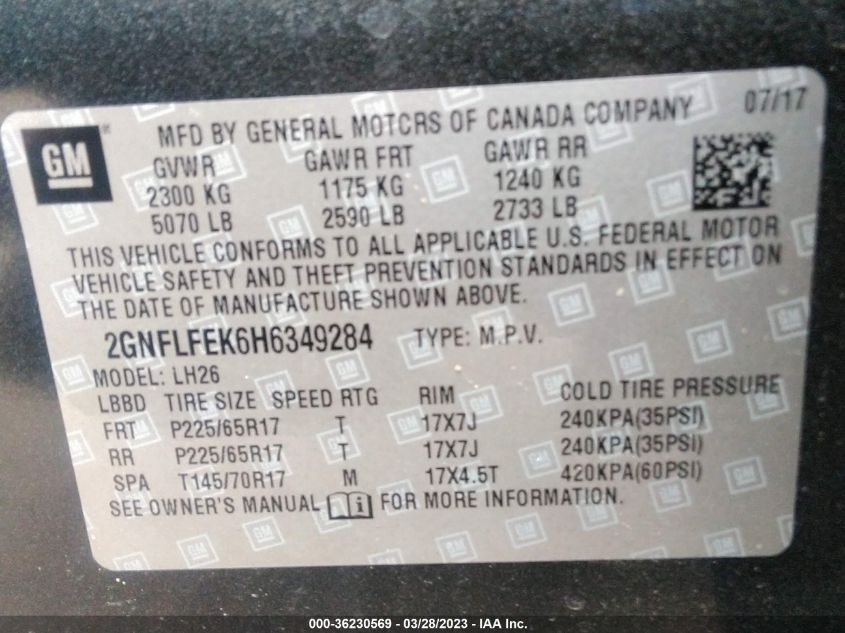 GM
®
MFD BY GENERAL MOTORS OF CANADA COMPANY 07/17
GVWR GAWR FRT GAWR RR
2300 KG 1175 KG 1240 KG
5070 LB 2590 LB 2733 LB
THIS VEHICLE CONFORMS TO ALL APPLICABLE U.S. FEDERAL MOTOR
VEHICLE SAFETY AND THEFT PREVENTION STANDARDS IN EFFECT ON
THE DATE OF MANUFACTURE SHOWN ABOVE.
2GNFLFEK6H6349284 TYPE: M.P.V.
MODEL: LH26
LBBD TIRE SIZE SPEED RTG RIM COLD TIRE PRESSURE
FRT P225/65R17 T 17X7J 240KPA(35PSI)
RR P225/65R17 T 17X7J 240KPA(35PSI)
SPA T145/70R17 M 17X4.5T 420KPA(60PSI)
SEE OWNER'S MANUAL i FOR MORE INFORMATION.
000-36230569 - 03/28/2023 - IAA Inc.